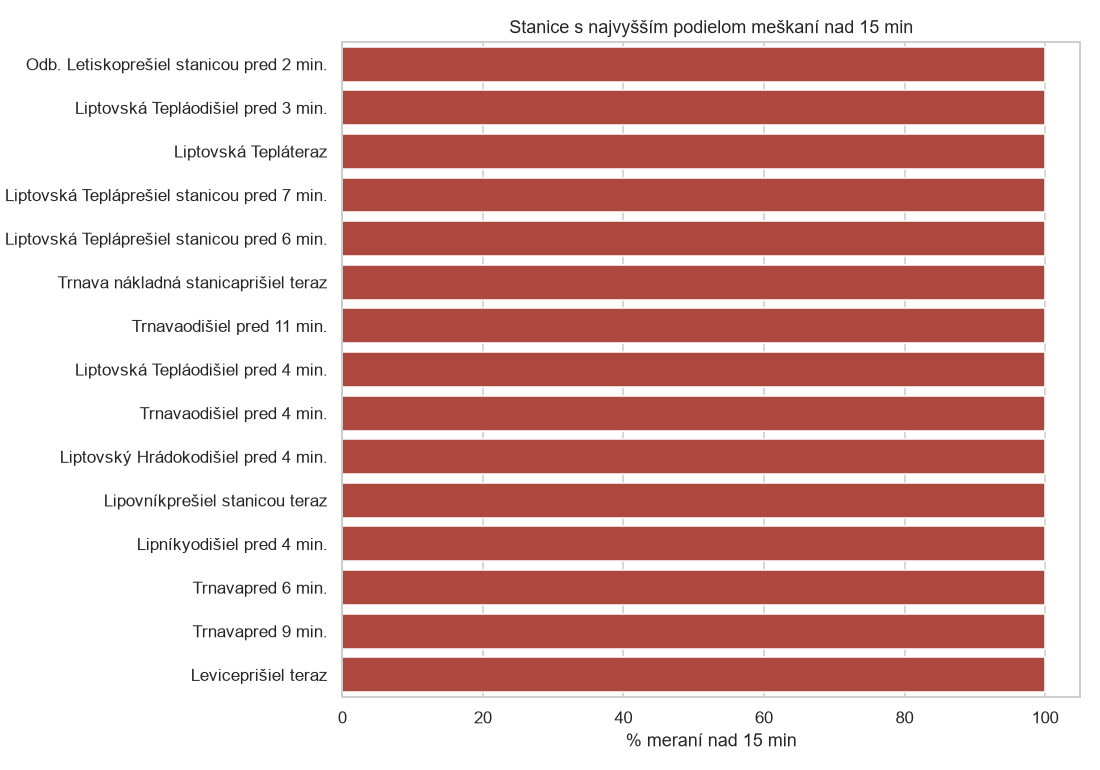 Stanice s najvyšším podielom meškaní nad 15 min
Odb. Letiskoprešiel stanicou pred 2 min.
Liptovská Tepláodišiel pred 3 min.
Liptovská Tepláteraz
Liptovská Tepláprešiel stanicou pred 7 min.
Liptovská Tepláprešiel stanicou pred 6 min.
Trnava nákladná stanicaprišiel teraz
Trnavaodišiel pred 11 min.
Liptovská Tepláodišiel pred 4 min.
Trnavaodišiel pred 4 min.
Liptovský Hrádokodišiel pred 4 min.
Lipovníkprešiel stanicou teraz
Lipníkyodišiel pred 4 min.
Trnavapred 6 min.
Trnavapred 9 min.
Leviceprišiel teraz
0 20 40 60 80 100
% meraní nad 15 min